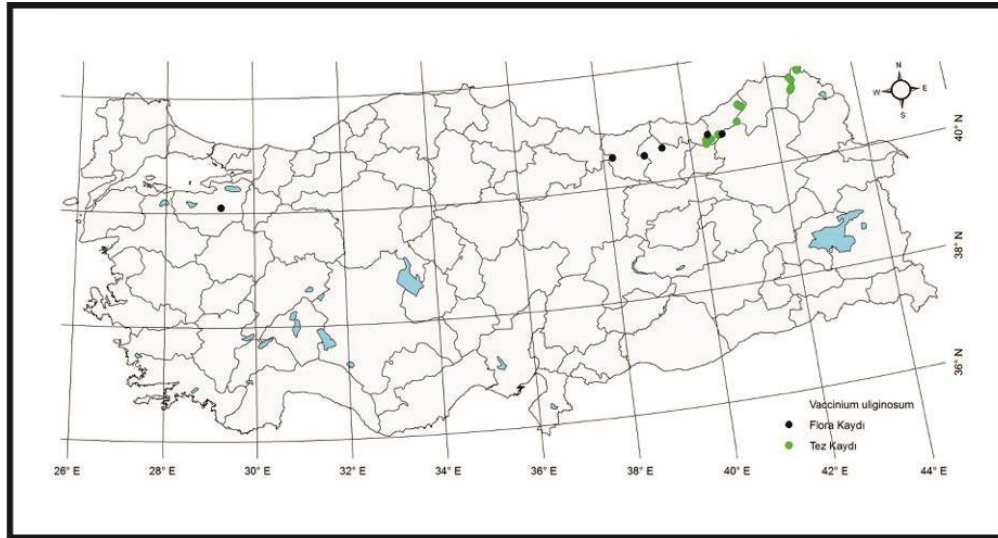 N
W E
S
40° N
38° N
36° N
Vaccinium uliginosum
Flora Kaydı
Tez Kaydı
26° E 28° E 30° E 32° E 34° E 36° E 38° E 40° E 42° E 44° E